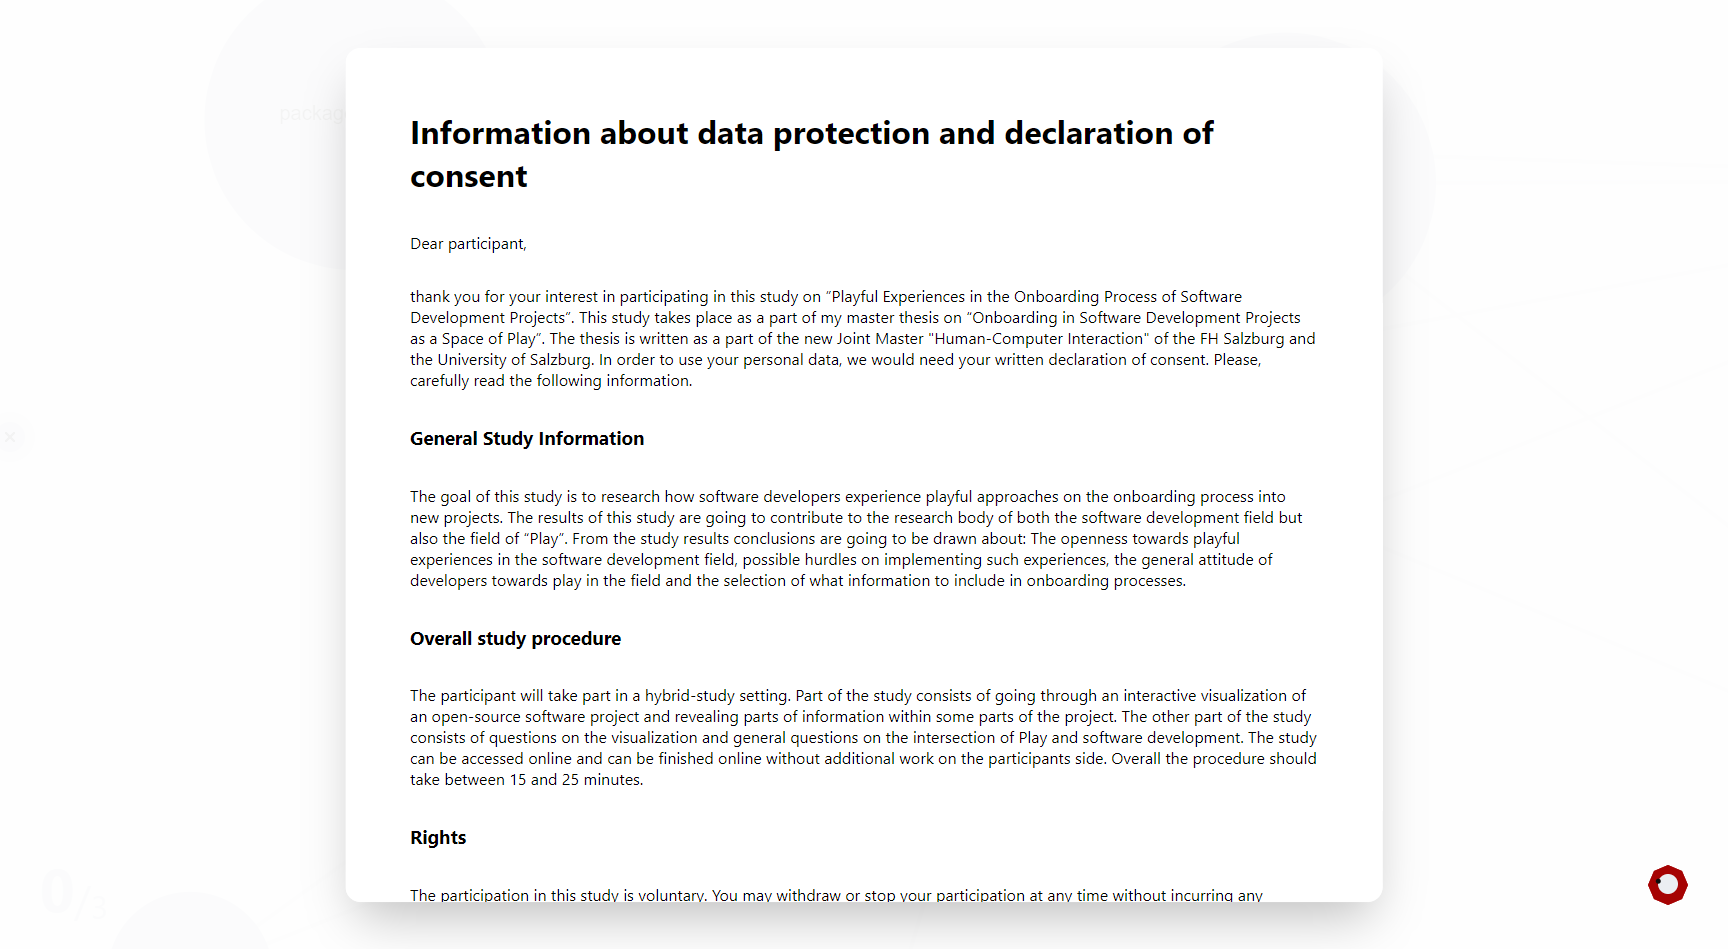 Information about data protection and declaration of
consent
Dear participant,
thank you for your interest in participating in this study on “Playful Experiences in the Onboarding Process of Software
Development Projects”. This study takes place as a part of my master thesis on “Onboarding in Software Development Projects
as a Space of Play”. The thesis is written as a part of the new Joint Master "Human-Computer Interaction" of the FH Salzburg and
the University of Salzburg. In order to use your personal data, we would need your written declaration of consent. Please,
carefully read the following information.
General Study Information
The goal of this study is to research how software developers experience playful approaches on the onboarding process into
new projects. The results of this study are going to contribute to the research body of both the software development field but
also the field of “Play”. From the study results conclusions are going to be drawn about: The openness towards playful
experiences in the software development field, possible hurdles on implementing such experiences, the general attitude of
developers towards play in the field and the selection of what information to include in onboarding processes.
Overall study procedure
The participant will take part in a hybrid-study setting. Part of the study consists of going through an interactive visualization of
an open-source software project and revealing parts of information within some parts of the project. The other part of the study
consists of questions on the visualization and general questions on the intersection of Play and software development. The study
can be accessed online and can be finished online without additional work on the participants side. Overall the procedure should
take between 15 and 25 minutes.
Rights
The participation in this study is voluntary. You may withdraw or stop your participation at any time without incurring any
0/3